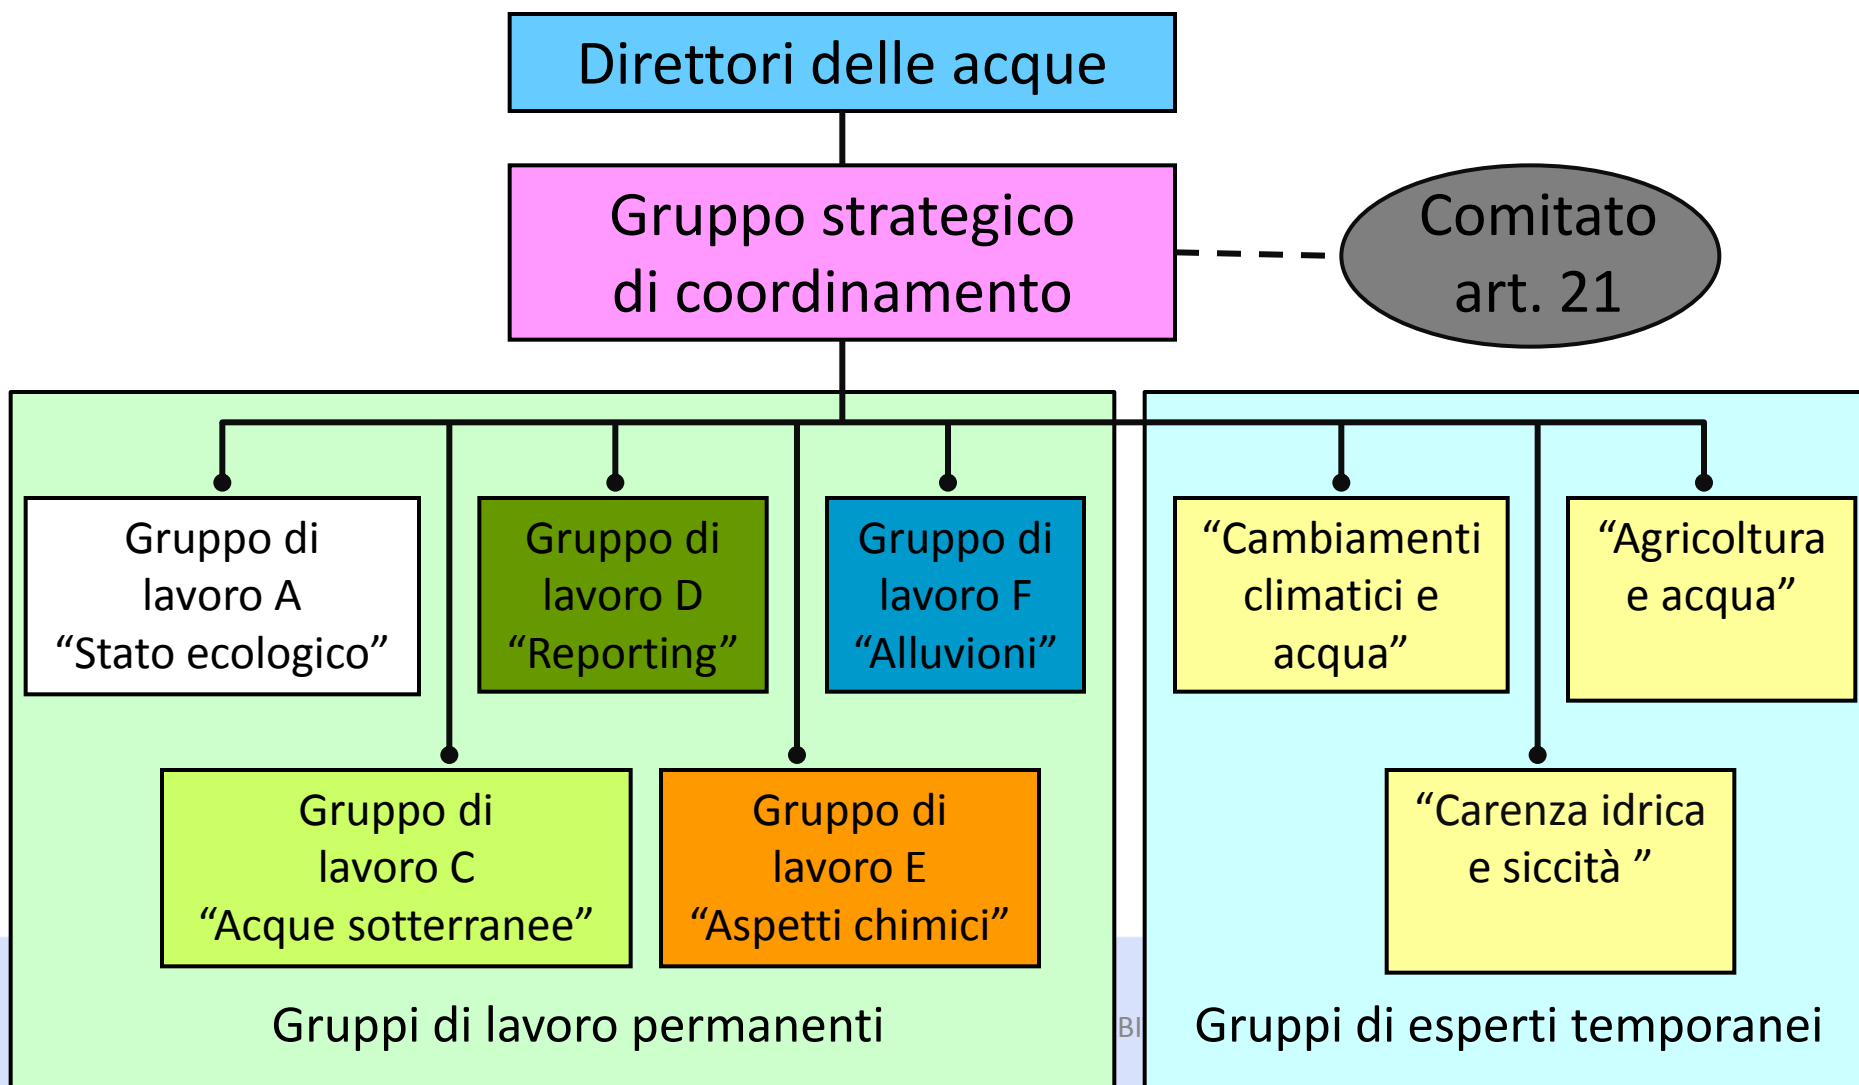 Direttori delle acque
Gruppo strategico
di coordinamento
Comitato
art. 21
Gruppo di
lavoro A
“Stato ecologico”
Gruppo di
lavoro D
“Reporting”
Gruppo di
lavoro F
“Alluvioni”
“Cambiamenti
climatici e
acqua”
“Agricoltura
e acqua”
Gruppo di
lavoro C
“Acque sotterranee”
Gruppo di
lavoro E
“Aspetti chimici”
“Carenza idrica
e siccità ”
Gruppi di lavoro permanenti
BI
Gruppi di esperti temporanei